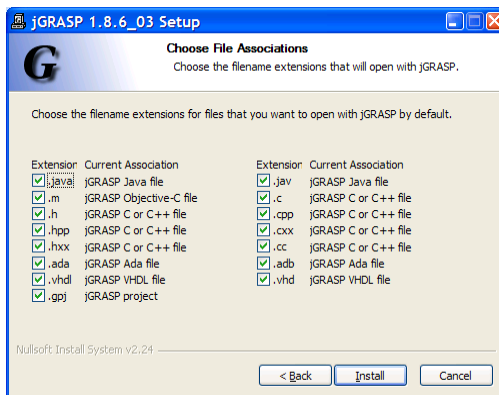 jGRASP 1.8.6_03 Setup
G
Choose File Associations
Choose the filename extensions that will open with jGRASP.
Choose the filename extensions for files that you want to open with jGRASP by default.
Extension Current Association Extension Current Association
.java jGRASP Java file .jav jGRASP Java file
.m jGRASP Objective-C file .c jGRASP C or C++ file
.h jGRASP C or C++ file .cpp jGRASP C or C++ file
.hpp jGRASP C or C++ file .cxx jGRASP C or C++ file
.hxx jGRASP C or C++ file .cc jGRASP C or C++ file
.ada jGRASP Ada file .adb jGRASP Ada file
.vhdl jGRASP VHDL file .vhd jGRASP VHDL file
.gpj jGRASP project
Nullsoft Install System v2.24
< Back Install Cancel